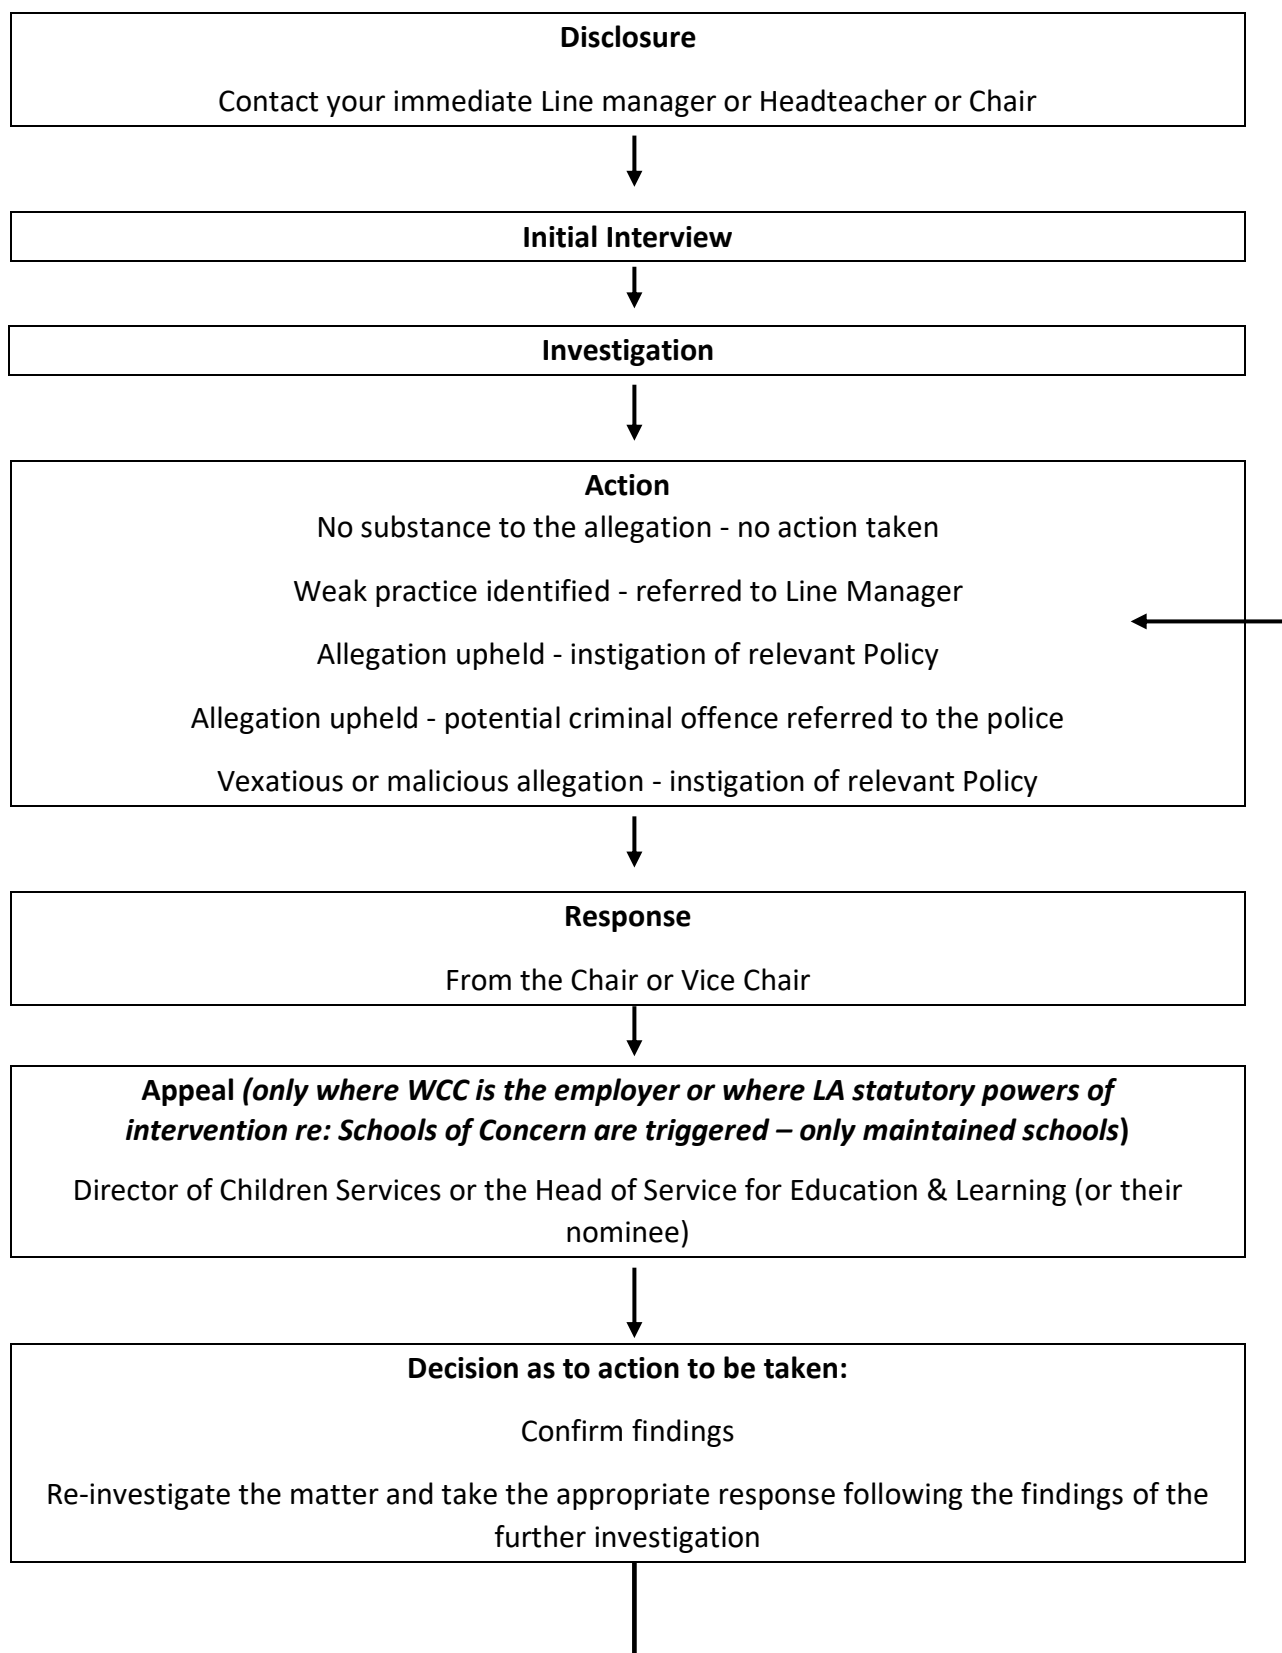 Disclosure
Contact your immediate Line manager or Headteacher or Chair
Initial Interview
Investigation
Action
No substance to the allegation - no action taken
Weak practice identified - referred to Line Manager
Allegation upheld - instigation of relevant Policy
Allegation upheld - potential criminal offence referred to the police
Vexatious or malicious allegation - instigation of relevant Policy
Response
From the Chair or Vice Chair
Appeal (only where WCC is the employer or where LA statutory powers of
intervention re: Schools of Concern are triggered – only maintained schools)
Director of Children Services or the Head of Service for Education & Learning (or their
nominee)
Decision as to action to be taken:
Confirm findings
Re-investigate the matter and take the appropriate response following the findings of the
further investigation